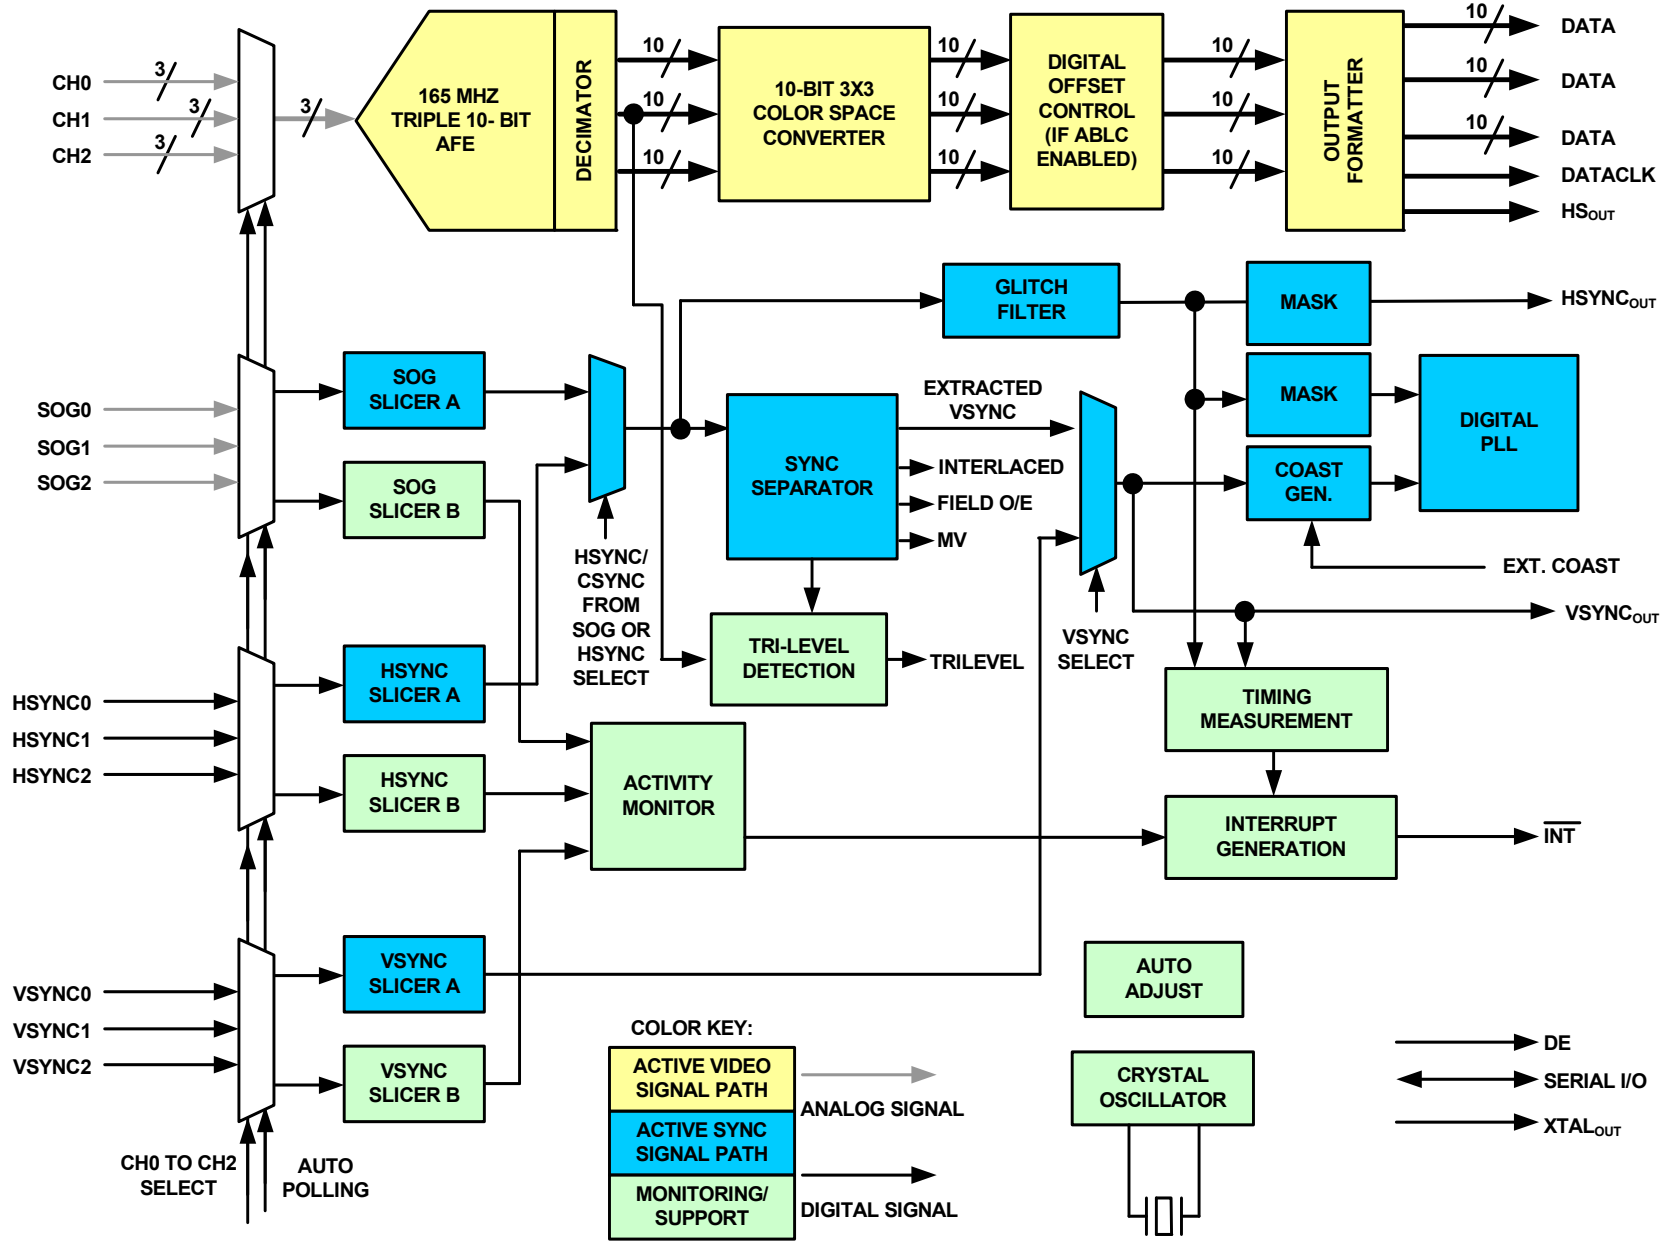 CH0
CH1
CH2
3
3
3
3
165 MHZ
TRIPLE 10- BIT
AFE
DECIMATOR
10
10
10
10-BIT 3X3
COLOR SPACE
CONVERTER
10
10
10
DIGITAL
OFFSET
CONTROL
(IF ABLC
ENABLED)
10
10
10
OUTPUT
FORMATTER
10
10
10
DATA
DATA
DATA
DATACLK
HSOUT
GLITCH
FILTER
MASK
HSYNCOUT
SOG0
SOG1
SOG2
SOG
SLICER A
SOG
SLICER B
HSYNC/
CSYNC
FROM
SOG OR
HSYNC
SELECT
SYNC
SEPARATOR
EXTRACTED
VSYNC
INTERLACED
FIELD O/E
MV
MASK
COAST
GEN.
DIGITAL
PLL
EXT. COAST
VSYNC
SELECT
VSYNCOUT
TRI-LEVEL
DETECTION
TRILEVEL
HSYNC0
HSYNC1
HSYNC2
HSYNC
SLICER A
HSYNC
SLICER B
ACTIVITY
MONITOR
TIMING
MEASUREMENT
INTERRUPT
GENERATION
INT
VSYNC0
VSYNC1
VSYNC2
VSYNC
SLICER A
VSYNC
SLICER B
AUTO
ADJUST
CRYSTAL
OSCILLATOR
DE
SERIAL I/O
XTALOUT
COLOR KEY:
ACTIVE VIDEO
SIGNAL PATH
ACTIVE SYNC
SIGNAL PATH
MONITORING/
SUPPORT
ANALOG SIGNAL
DIGITAL SIGNAL
CH0 TO CH2
SELECT
AUTO
POLLING